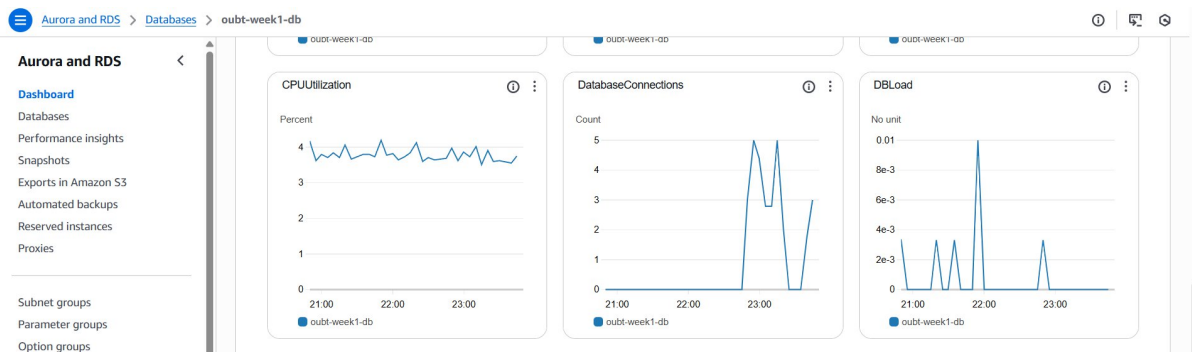 Aurora and RDS > Databases > oubt-week1-db
Aurora and RDS
Dashboard
Databases
Performance insights
Snapshots
Exports in Amazon S3
Automated backups
Reserved instances
Proxies
Subnet groups
Parameter groups
Option groups
oubt-week1-db
oubt-week1-db
oubt-week1-db
CPUUtilization
Percent
4
3
2
1
0
21:00 22:00 23:00
oubt-week1-db
DatabaseConnections
Count
5
4
3
2
1
0
21:00 22:00 23:00
oubt-week1-db
DBLoad
No unit
0.01
8e-3
6e-3
4e-3
2e-3
0
21:00 22:00 23:00
oubt-week1-db